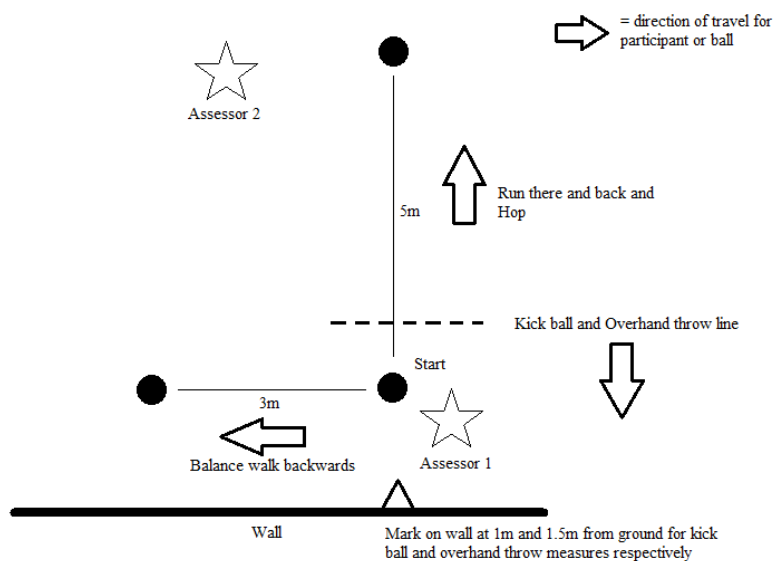 = direction of travel for
participant or ball
Assessor 2
Run there and back and
Hop
5m
Kick ball and Overhand throw line
Start
3m
Balance walk backwards
Assessor 1
Wall
Mark on wall at 1m and 1.5m from ground for kick
ball and overhand throw measures respectively